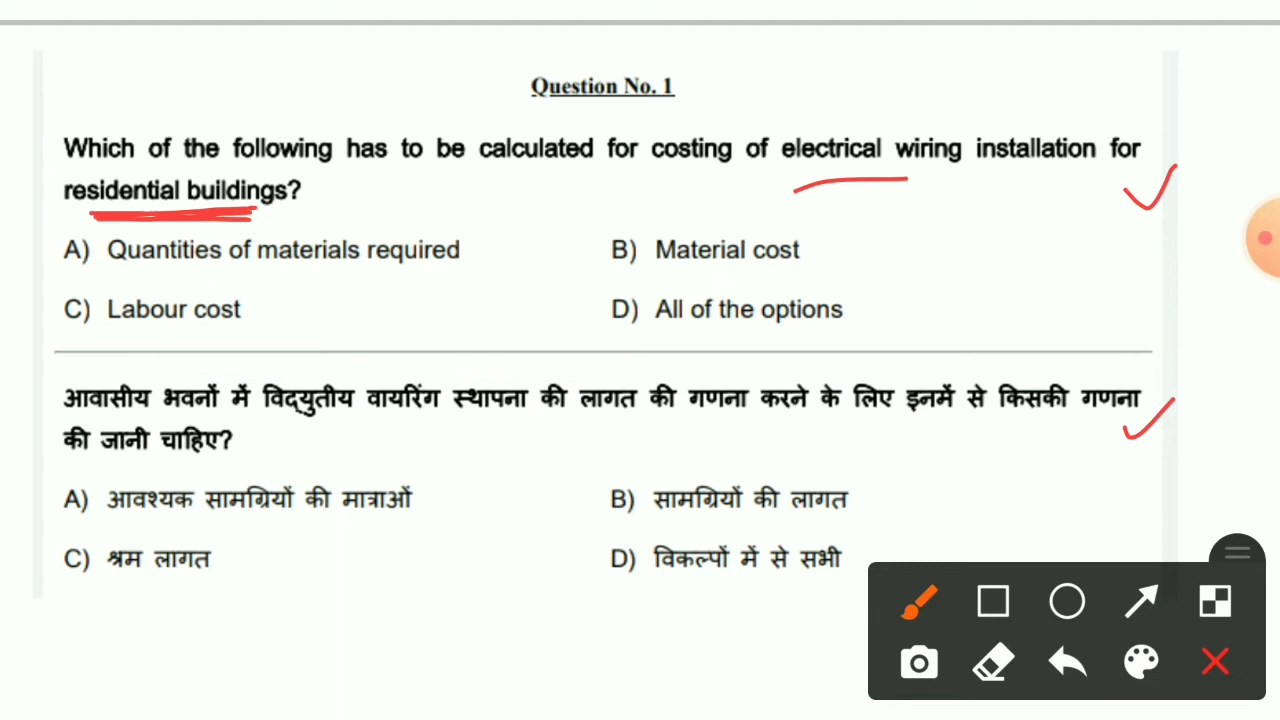 Question No. 1
Which of the following has to be calculated for costing of electrical wiring installation for
residential buildings?
A) Quantities of materials required B) Material cost
C) Labour cost D) All of the options
आवासीय भवनों में विद्युतीय वायरिंग स्थापना की लागत की गणना करने के लिए इनमें से किसकी गणना
की जानी चाहिए?
A) आवश्यक सामग्रियों की मात्राओं B) सामग्रियों की लागत
C) श्रम लागत D) विकल्पों में से सभी